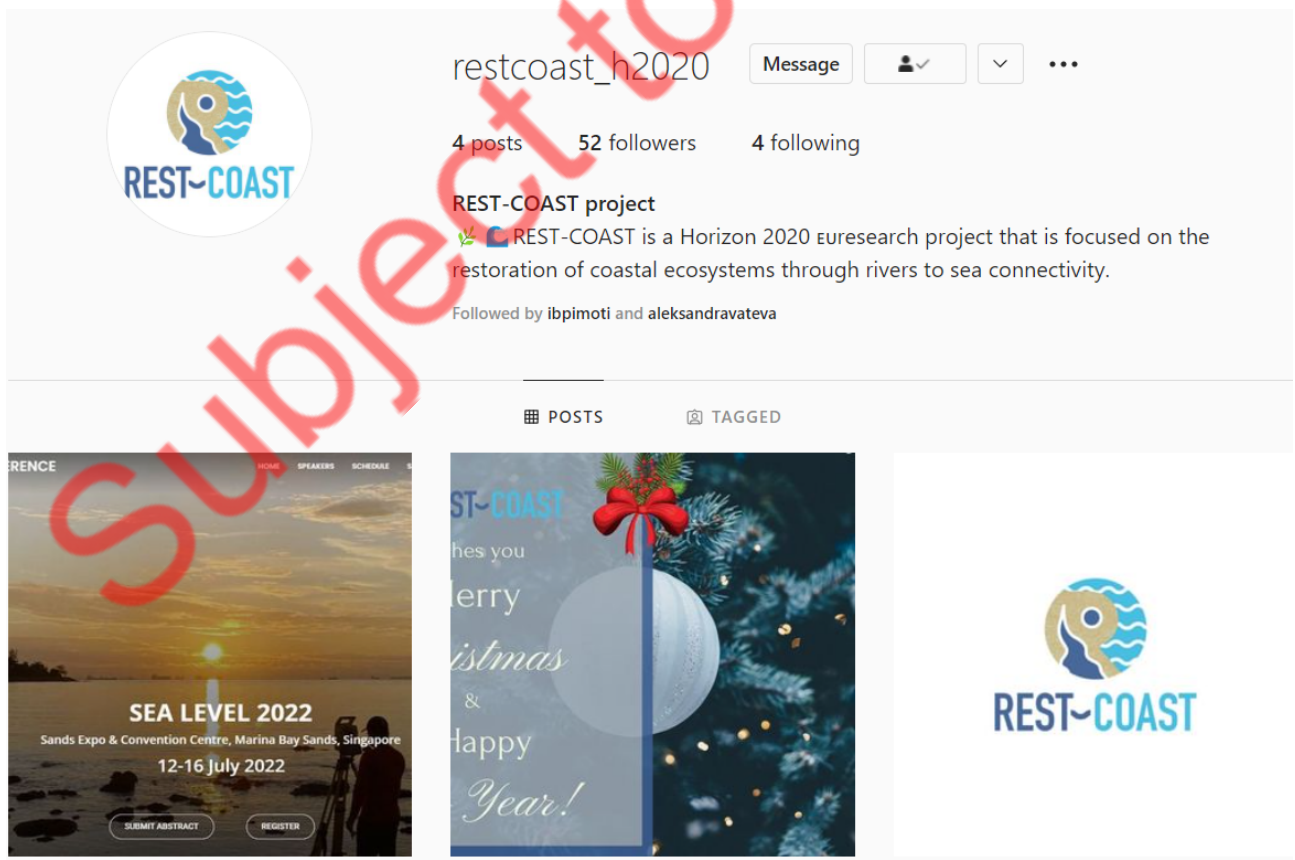 restcoast_h2020
Message
4 posts
52 followers
4 following
REST-COAST
REST-COAST project
REST-COAST is a Horizon 2020 ᴇᴜresearch project that is focused on the
restoration of coastal ecosystems through rivers to sea connectivity.
Followed by ibpimoti and aleksandravateva
Subject to
POSTS
TAGGED
ERENCE
HOME
SPEAKERS
SCHEDULE
S
SEA LEVEL 2022
Sands Expo & Convention Centre, Marina Bay Sands, Singapore
12-16 July 2022
SUBMIT ABSTRACT
REGISTER
ST-COAST
hes you
erry
istmas
&
Happy
Year!
REST-COAST